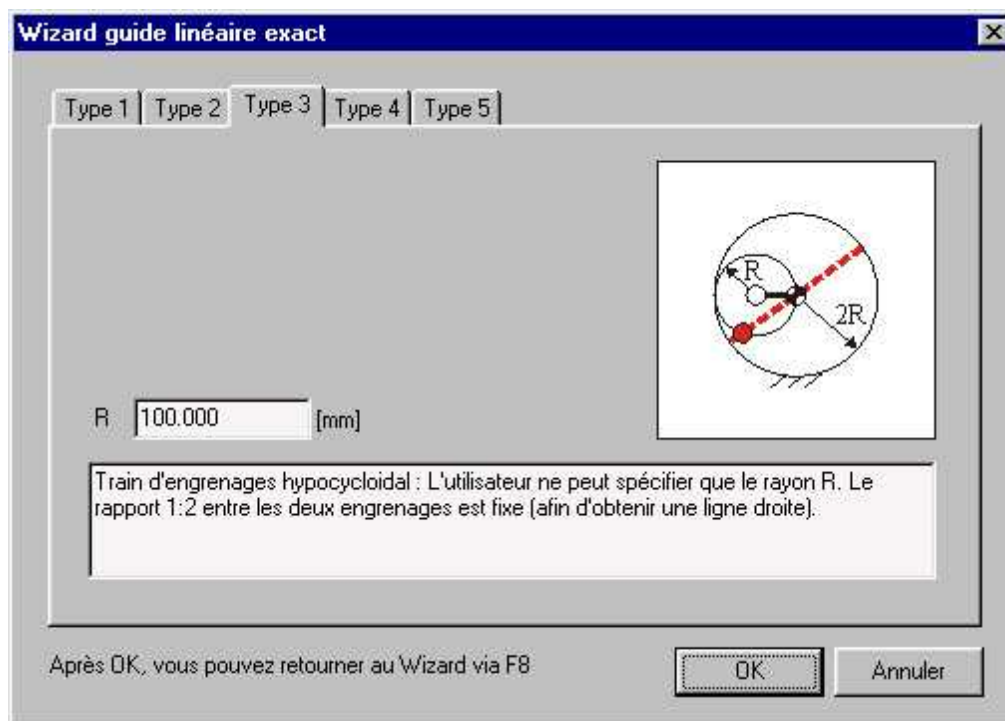 Wizard guide linéaire exact
Type 1 Type 2 Type 3 Type 4 Type 5
R
2R
R 100.000 [mm]
Train d'engrenages hypocycloidal : L'utilisateur ne peut spécifier que le rayon R. Le
rapport 1:2 entre les deux engrenages est fixe (afin d'obtenir une ligne droite).
Après OK, vous pouvez retourner au Wizard via F8
OK Annuler